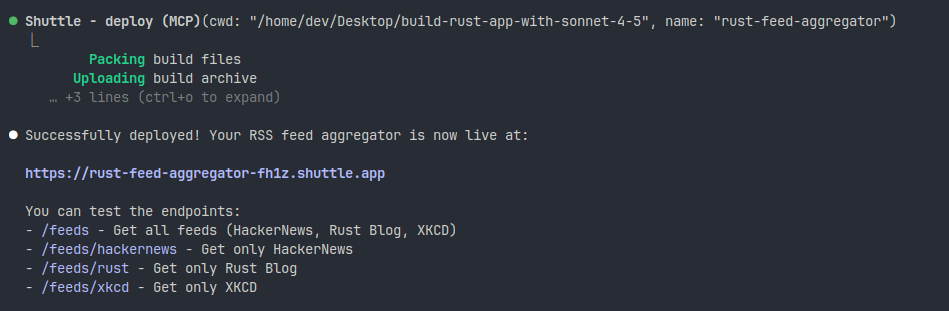 ● Shuttle - deploy (MCP)(cwd: "/home/dev/Desktop/build-rust-app-with-sonnet-4-5", name: "rust-feed-aggregator")
Packing build files
Uploading build archive
… +3 lines (ctrl+o to expand)
● Successfully deployed! Your RSS feed aggregator is now live at:
https://rust-feed-aggregator-fh1z.shuttle.app
You can test the endpoints:
- /feeds - Get all feeds (HackerNews, Rust Blog, XKCD)
- /feeds/hackernews - Get only HackerNews
- /feeds/rust - Get only Rust Blog
- /feeds/xkcd - Get only XKCD